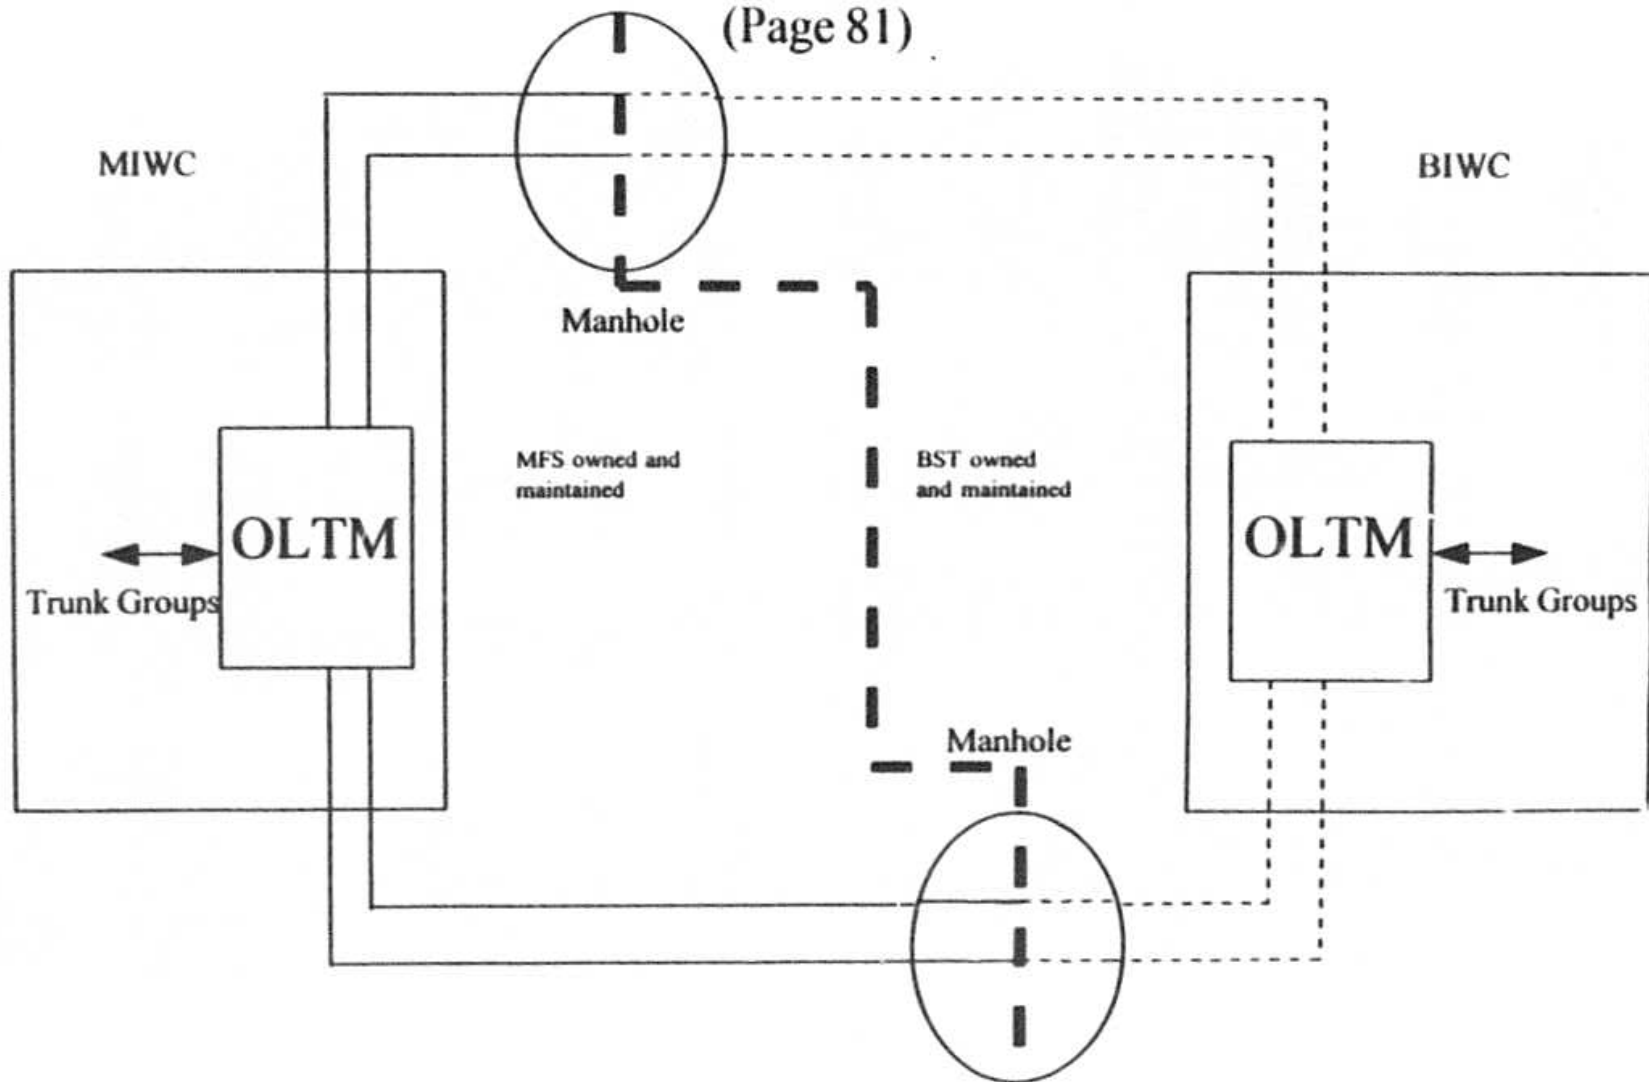 (Page 81)
MIWC
BIWC
Manhole
MFS owned and
maintained
BST owned
and maintained
OLTM
Trunk Groups
OLTM
Trunk Groups
Manhole